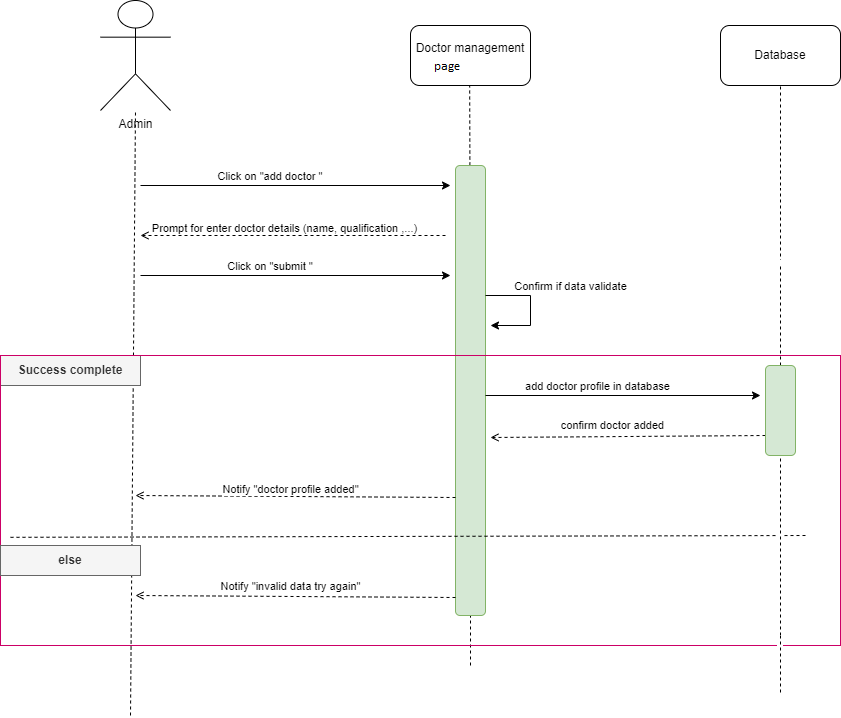 Doctor management
page
Database
Admin
Click on "add doctor "
Prompt for enter doctor details (name, qualification ,...)
Click on "submit "
Confirm if data validate
Success complete
add doctor profile in database
confirm doctor added
Notify "doctor profile added"
else
Notify "invalid data try again"